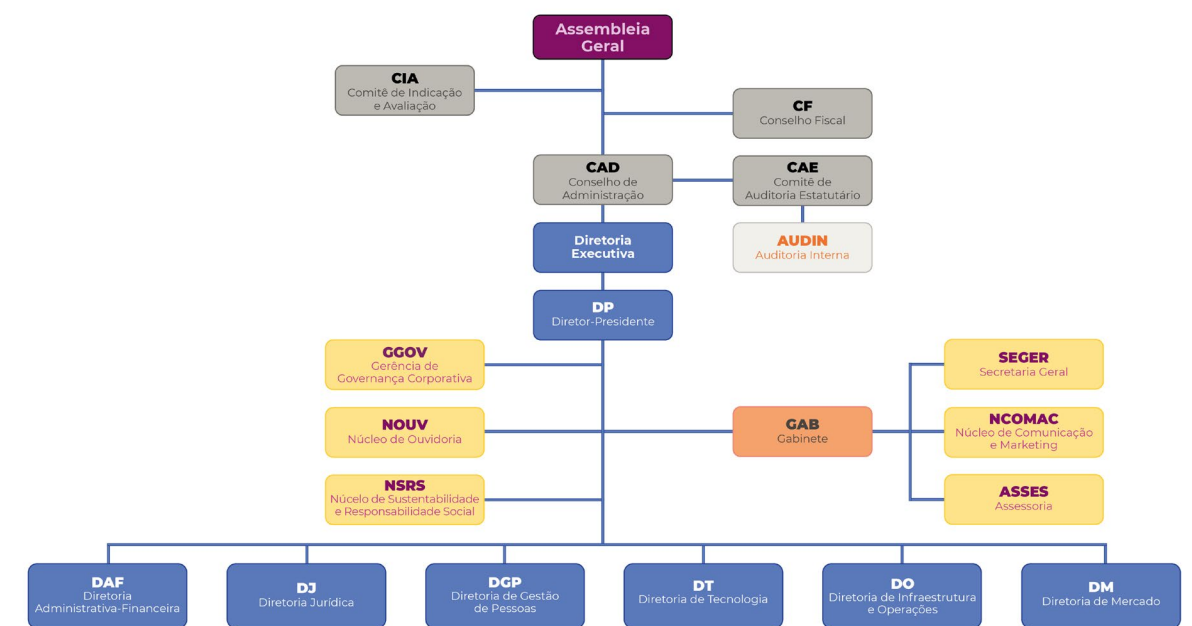 Assembleia
Geral
CIA
Comitê de Indicação
e Avaliação
CF
Conselho Fiscal
CAD
Conselho de
Administração
CAE
Comitê de
Auditoria Estatutário
Diretoria
Executiva
AUDIN
Auditoria Interna
DP
Diretor-Presidente
GGOV
Gerência de
Governança Corporativa
SEGER
Secretaria Geral
NOUV
Núcleo de Ouvidoria
GAB
Gabinete
NCOMAC
Núcleo de Comunicação
e Marketing
NSRS
Núcelo de Sustentabilidade
e Responsabilidade Social
ASSES
Assessoria
DAF
Diretoria
Administrativa-Financeira
DJ
Diretoria Jurídica
DGP
Diretoria de Gestão
de Pessoas
DT
Diretoria de Tecnologia
DO
Diretoria de Infraestrutura
e Operações
DM
Diretoria de Mercado